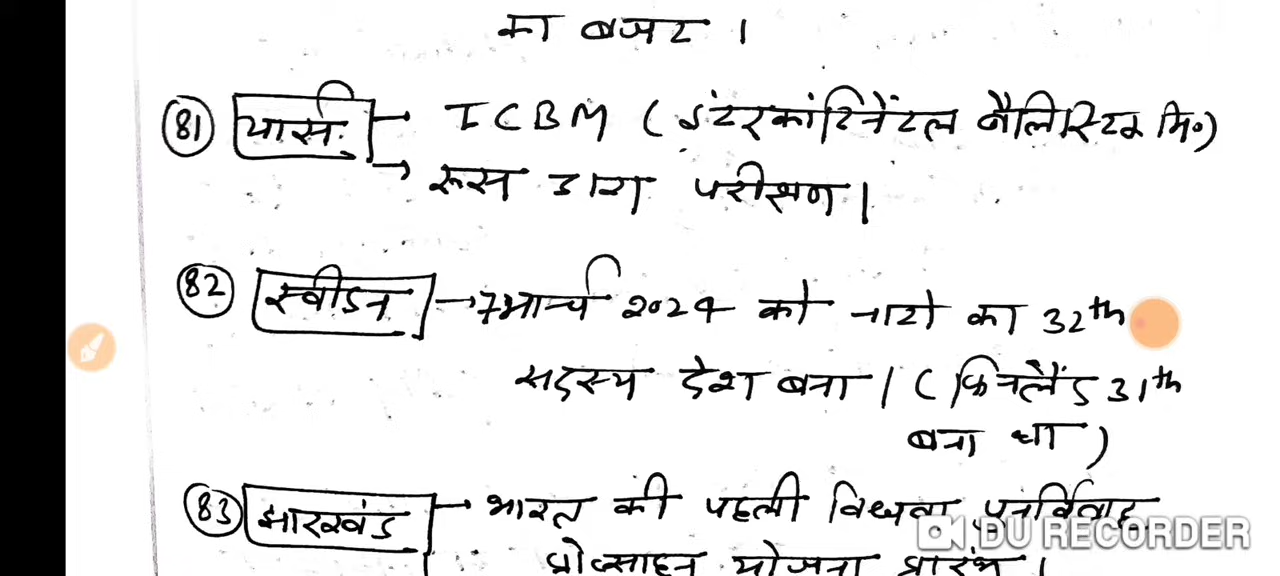 का बजट ।
81 यार्स → ICBM (इंटरकांटिनेंटल बैलिस्टिक मि॰)
→ रूस द्वारा परीक्षण।
82 स्वीडन → 7 मार्च 2024 को नाटो का 32th
सदस्य देश बना। (फिनलैंड 31th
बना था)
83 झारखंड → भारत की पहली विधवा पुनर्विवाह
प्रोत्साहन योजना प्रारंभ।
DU RECORDER